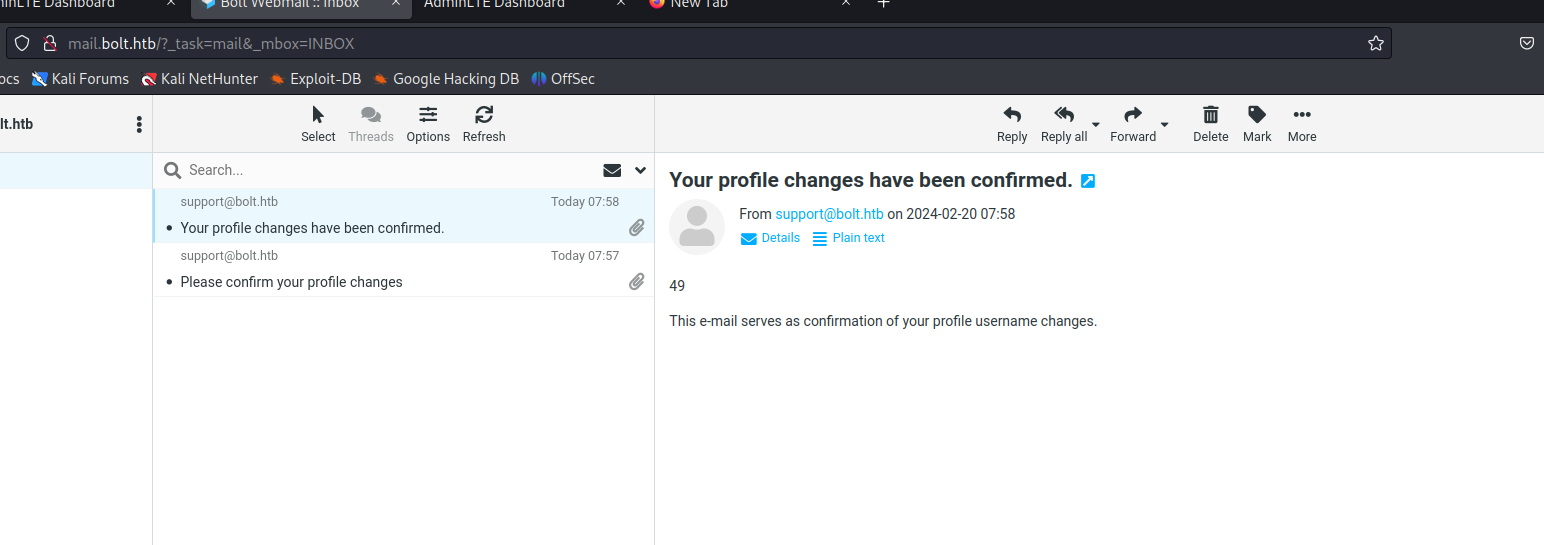 AdminLTE Dashboard
Bolt Webmail :: Inbox
AdminLTE Dashboard
New Tab
mail.bolt.htb/?_task=mail&_mbox=INBOX
ocs
Kali Forums
Kali NetHunter
Exploit-DB
Google Hacking DB
OffSec
lt.htb
Select
Threads
Options
Refresh
Reply
Reply all
Forward
Delete
Mark
More
Search...
support@bolt.htb Today 07:58
Your profile changes have been confirmed.
support@bolt.htb Today 07:57
Please confirm your profile changes
Your profile changes have been confirmed.
From support@bolt.htb on 2024-02-20 07:58
Details Plain text
49
This e-mail serves as confirmation of your profile username changes.